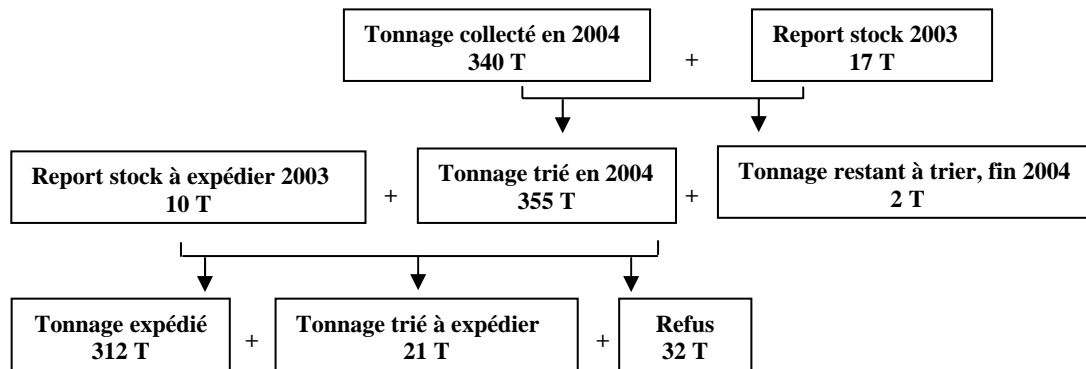 Tonnage collecté en 2004
340 T
+
Report stock 2003
17 T
Report stock à expédier 2003
10 T
+
Tonnage trié en 2004
355 T
+
Tonnage restant à trier, fin 2004
2 T
Tonnage expédié
312 T
+
Tonnage trié à expédier
21 T
+
Refus
32 T